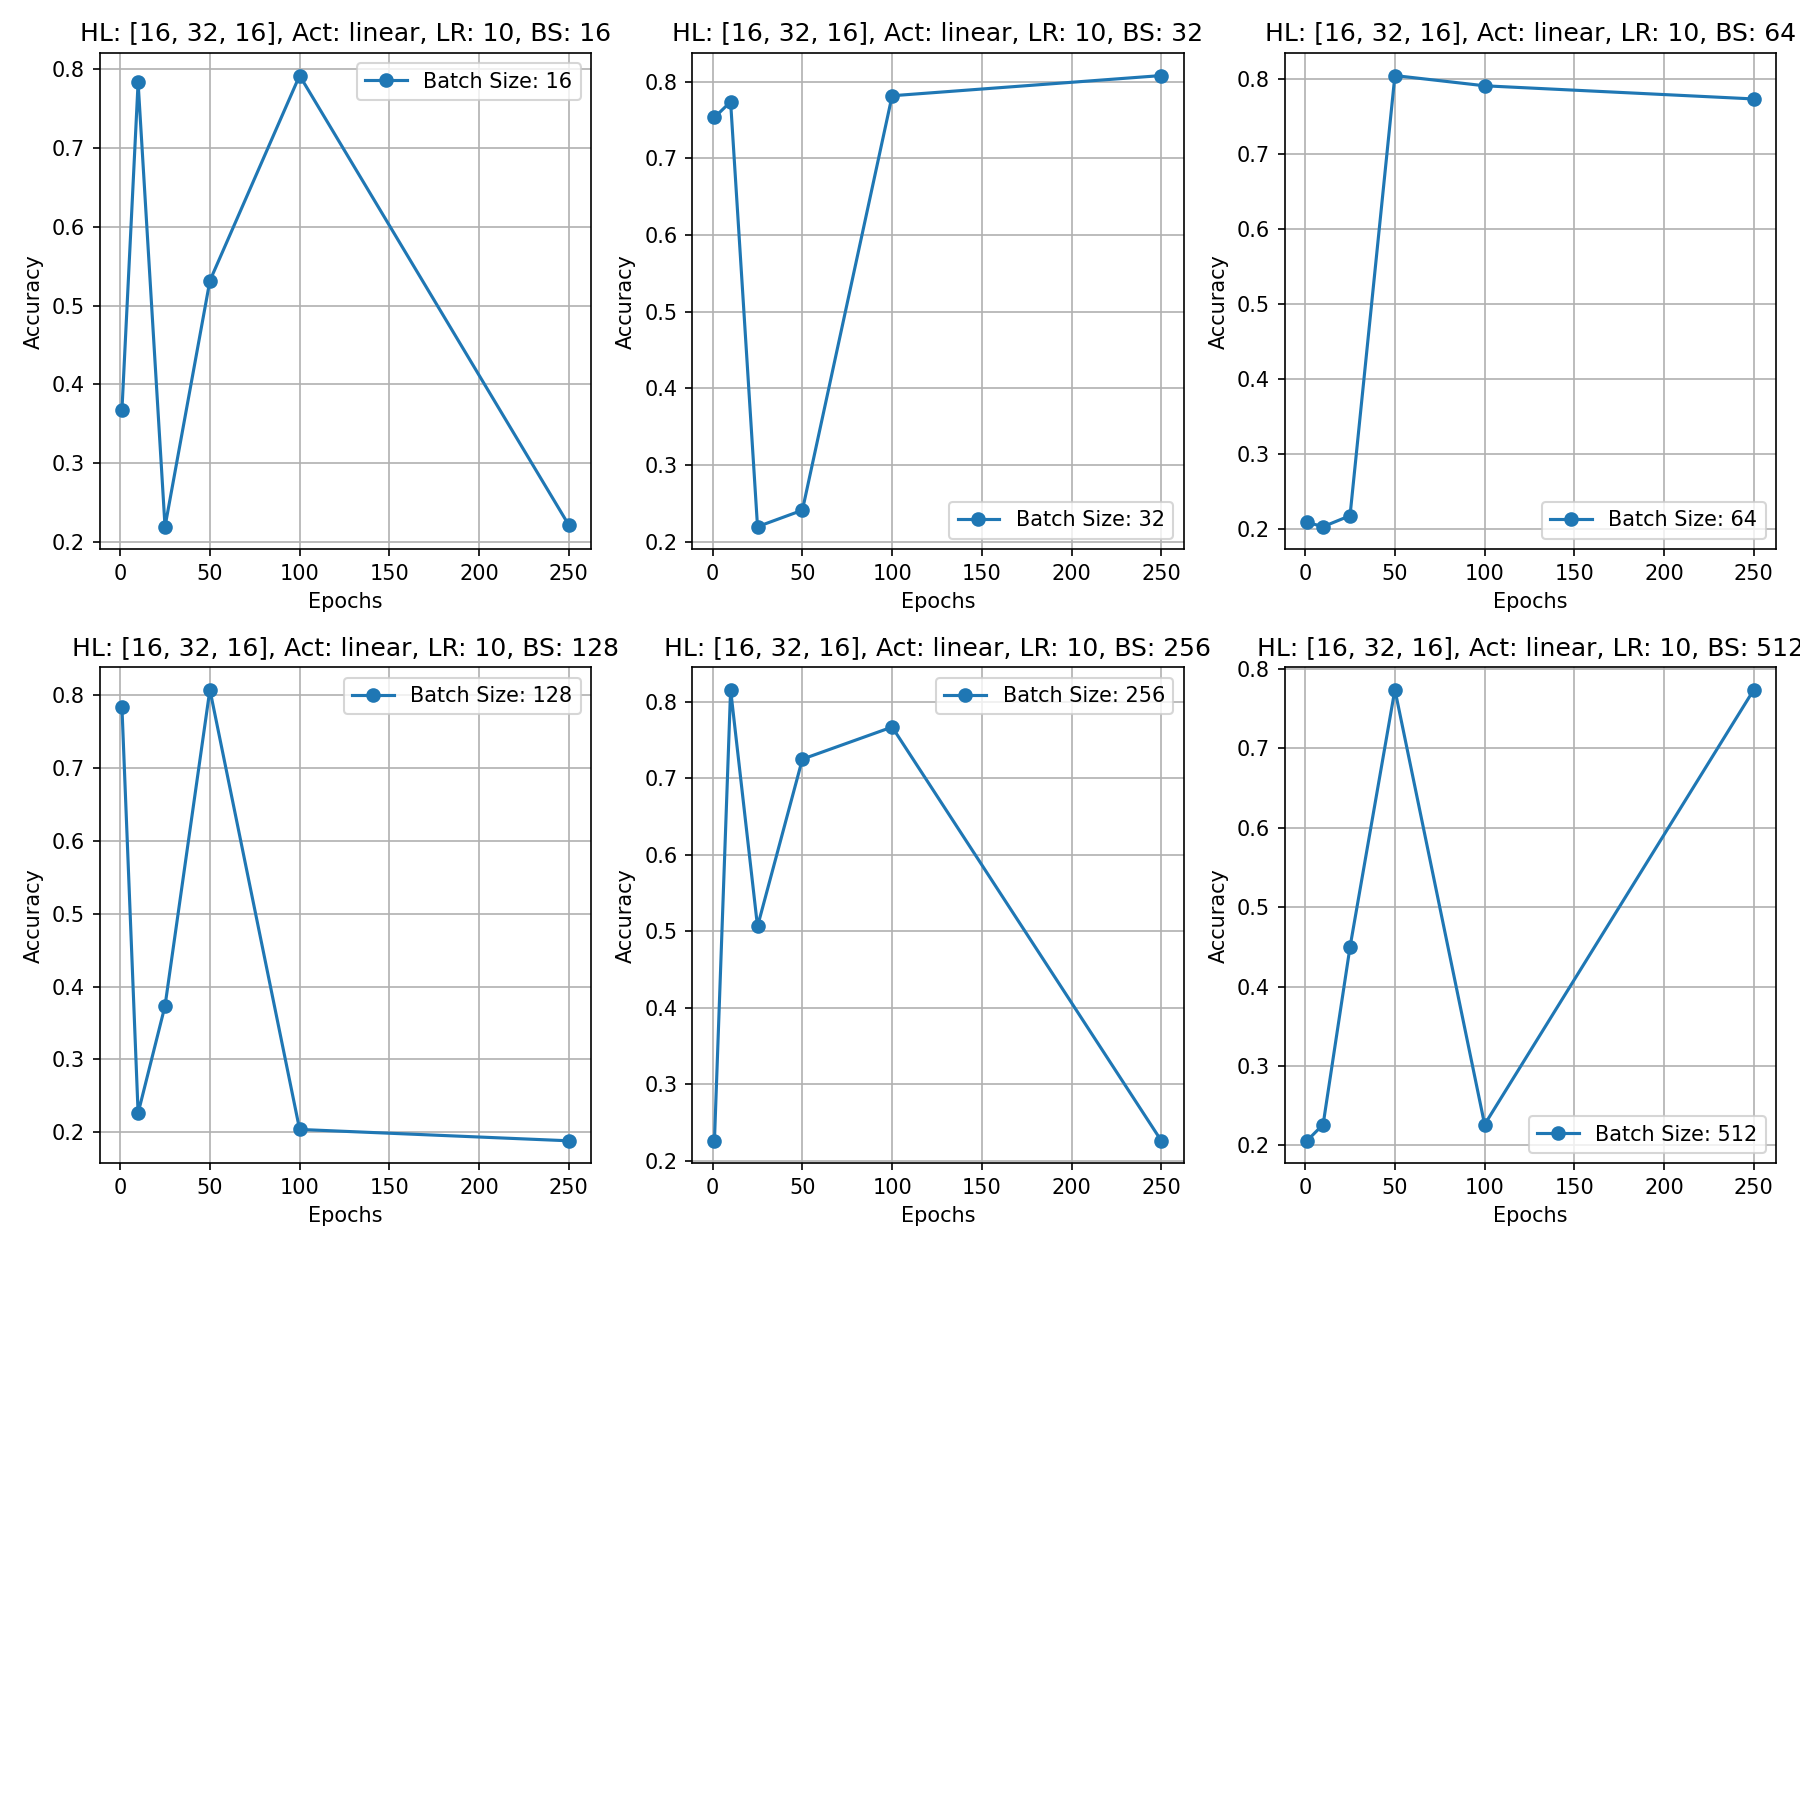 HL: [16, 32, 16], Act: linear, LR: 10, BS: 16
Batch Size: 16
Accuracy
0.8
0.7
0.6
0.5
0.4
0.3
0.2
0 50 100 150 200 250
Epochs
HL: [16, 32, 16], Act: linear, LR: 10, BS: 32
Batch Size: 32
Accuracy
0.8
0.7
0.6
0.5
0.4
0.3
0.2
0 50 100 150 200 250
Epochs
HL: [16, 32, 16], Act: linear, LR: 10, BS: 64
Batch Size: 64
Accuracy
0.8
0.7
0.6
0.5
0.4
0.3
0.2
0 50 100 150 200 250
Epochs
HL: [16, 32, 16], Act: linear, LR: 10, BS: 128
Batch Size: 128
Accuracy
0.8
0.7
0.6
0.5
0.4
0.3
0.2
0 50 100 150 200 250
Epochs
HL: [16, 32, 16], Act: linear, LR: 10, BS: 256
Batch Size: 256
Accuracy
0.8
0.7
0.6
0.5
0.4
0.3
0.2
0 50 100 150 200 250
Epochs
HL: [16, 32, 16], Act: linear, LR: 10, BS: 512
Batch Size: 512
Accuracy
0.8
0.7
0.6
0.5
0.4
0.3
0.2
0 50 100 150 200 250
Epochs